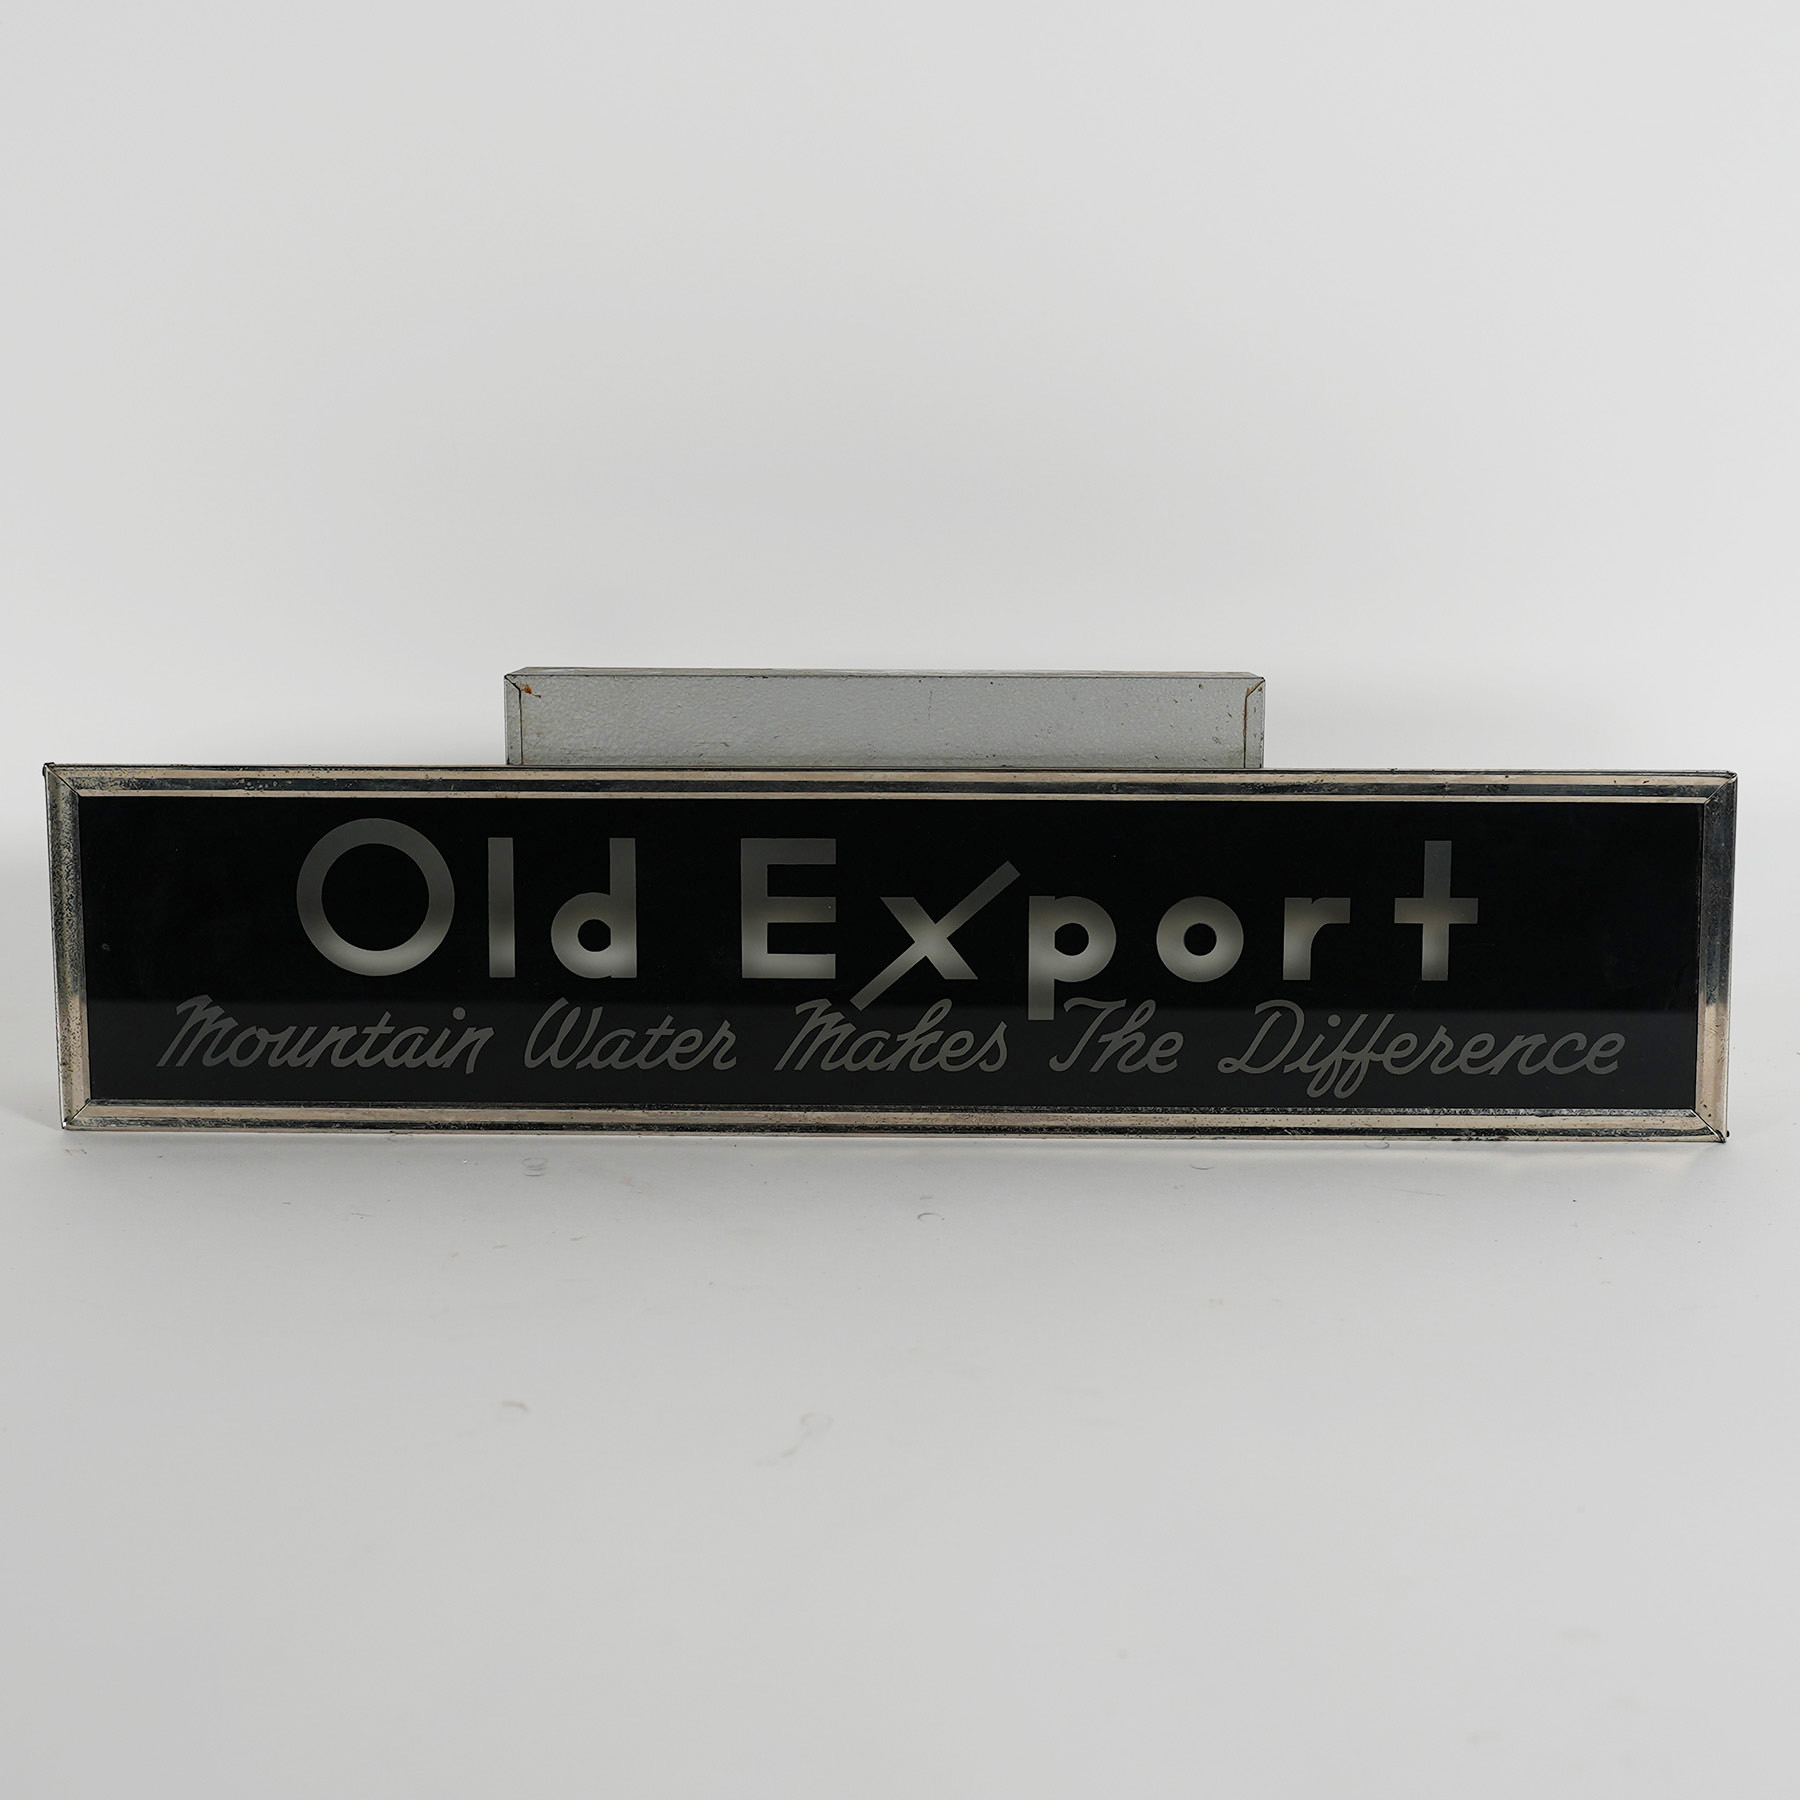 Old Export
Mountain Water Makes The Difference